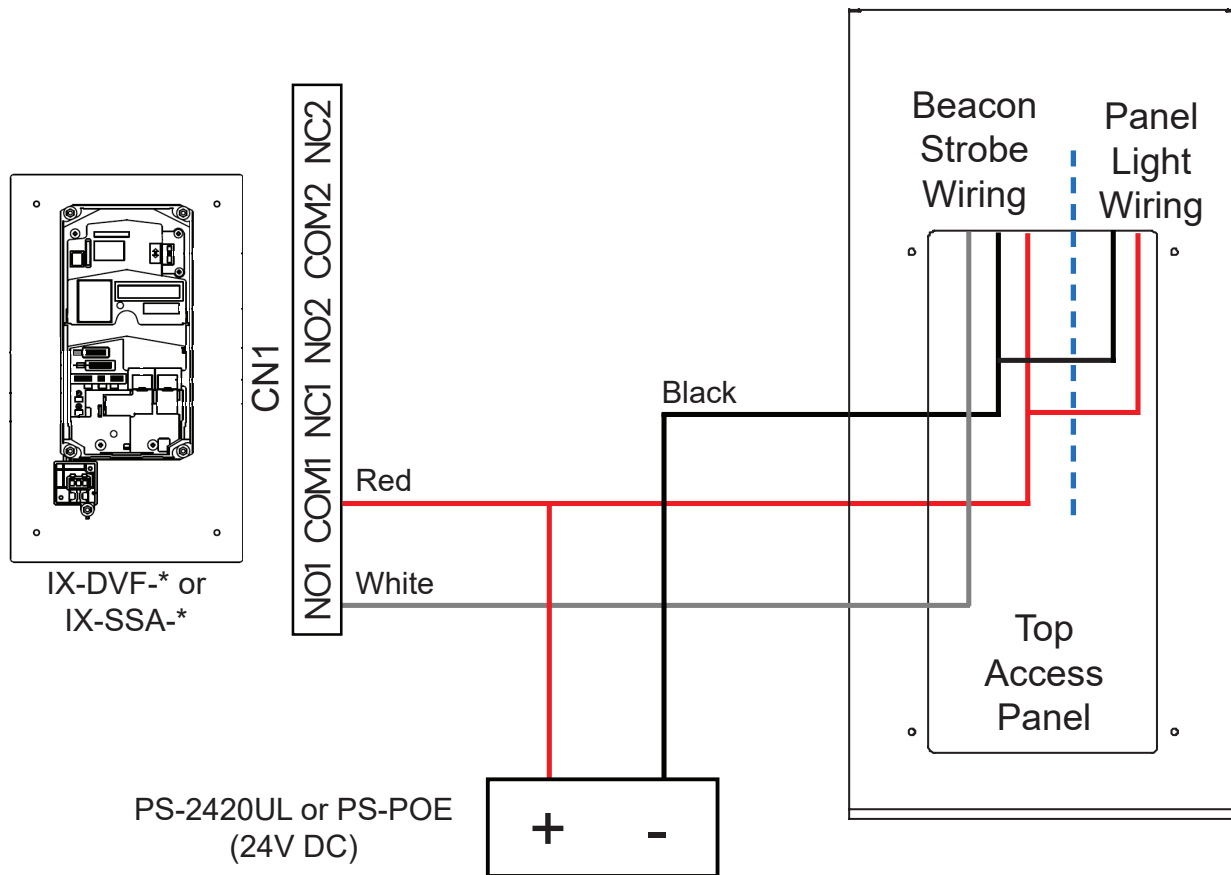 NC2
COM2
NO2
NC1
COM1
NO1
CN1
IX-DVF-* or
IX-SSA-*
Red
White
Black
PS-2420UL or PS-POE
(24V DC)
+
-
Beacon
Strobe
Wiring
Panel
Light
Wiring
Top
Access
Panel